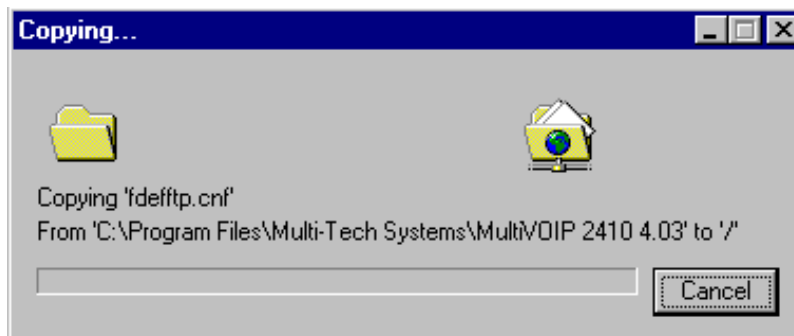 Copying...
Copying 'fdefftp.cnf'
From 'C:\Program Files\Multi-Tech Systems\MultiVOIP 2410 4.03' to '/'
Cancel